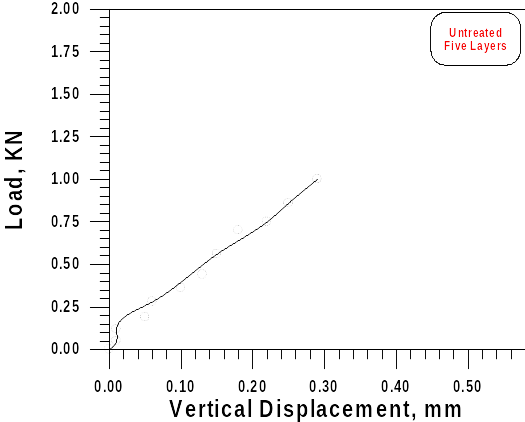 2.00
Untreated
Five Layers
1.75
1.50
1.25
1.00
0.75
0.50
0.25
0.00
Load, KN
0.00 0.10 0.20 0.30 0.40 0.50
Vertical Displacement, mm